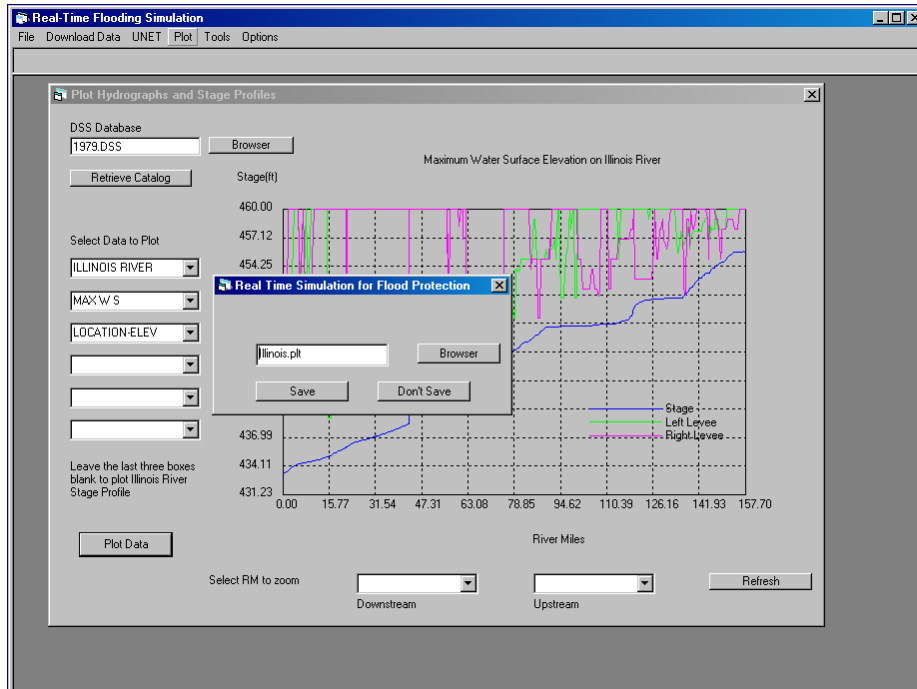 Real-Time Flooding Simulation
File Download Data UNET Plot Tools Options
Plot Hydrographs and Stage Profiles
DSS Database
1979.DSS
Browser
Retrieve Catalog
Maximum Water Surface Elevation on Illinois River
Stage(ft)
460.00
457.12
454.25
Select Data to Plot
ILLINOIS RIVER
MAX W S
LOCATION-ELEV
Real Time Simulation for Flood Protection
Illinois.plt
Browser
Save
Don't Save
Stage
Left Levee
Right Levee
436.99
434.11
431.23
0.00 15.77 31.54 47.31 63.08 78.85 94.62 110.39 126.16 141.93 157.70
Leave the last three boxes
blank to plot Illinois River
Stage Profile
River Miles
Plot Data
Select RM to zoom
Downstream
Upstream
Refresh